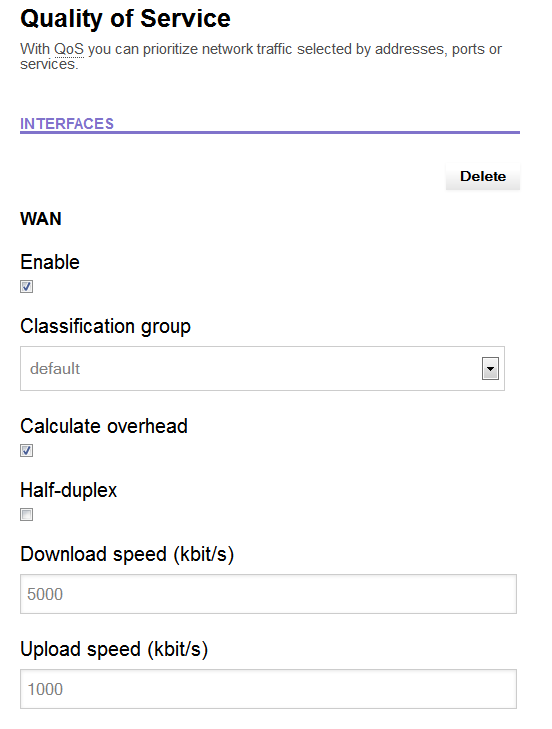 Quality of Service
With QoS you can prioritize network traffic selected by addresses, ports or
services.
INTERFACES
Delete
WAN
Enable
Classification group
default
Calculate overhead
Half-duplex
Download speed (kbit/s)
5000
Upload speed (kbit/s)
1000